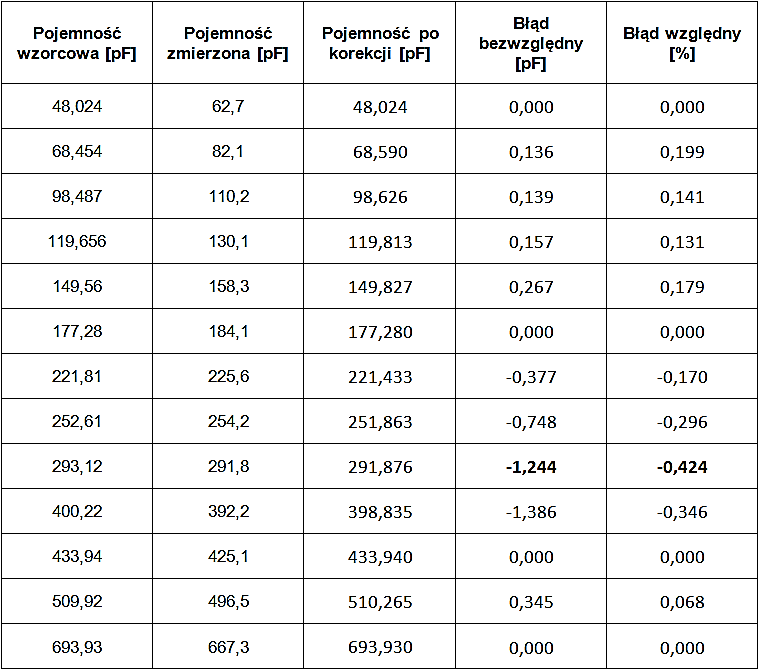 Pojemność wzorcowa [pF] Pojemność zmierzona [pF] Pojemność po korekcji [pF] Błąd bezwzględny [pF] Błąd względny [%]
48,024 62,7 48,024 0,000 0,000
68,454 82,1 68,590 0,136 0,199
98,487 110,2 98,626 0,139 0,141
119,656 130,1 119,813 0,157 0,131
149,56 158,3 149,827 0,267 0,179
177,28 184,1 177,280 0,000 0,000
221,81 225,6 221,433 -0,377 -0,170
252,61 254,2 251,863 -0,748 -0,296
293,12 291,8 291,876 -1,244 -0,424
400,22 392,2 398,835 -1,386 -0,346
433,94 425,1 433,940 0,000 0,000
509,92 496,5 510,265 0,345 0,068
693,93 667,3 693,930 0,000 0,000